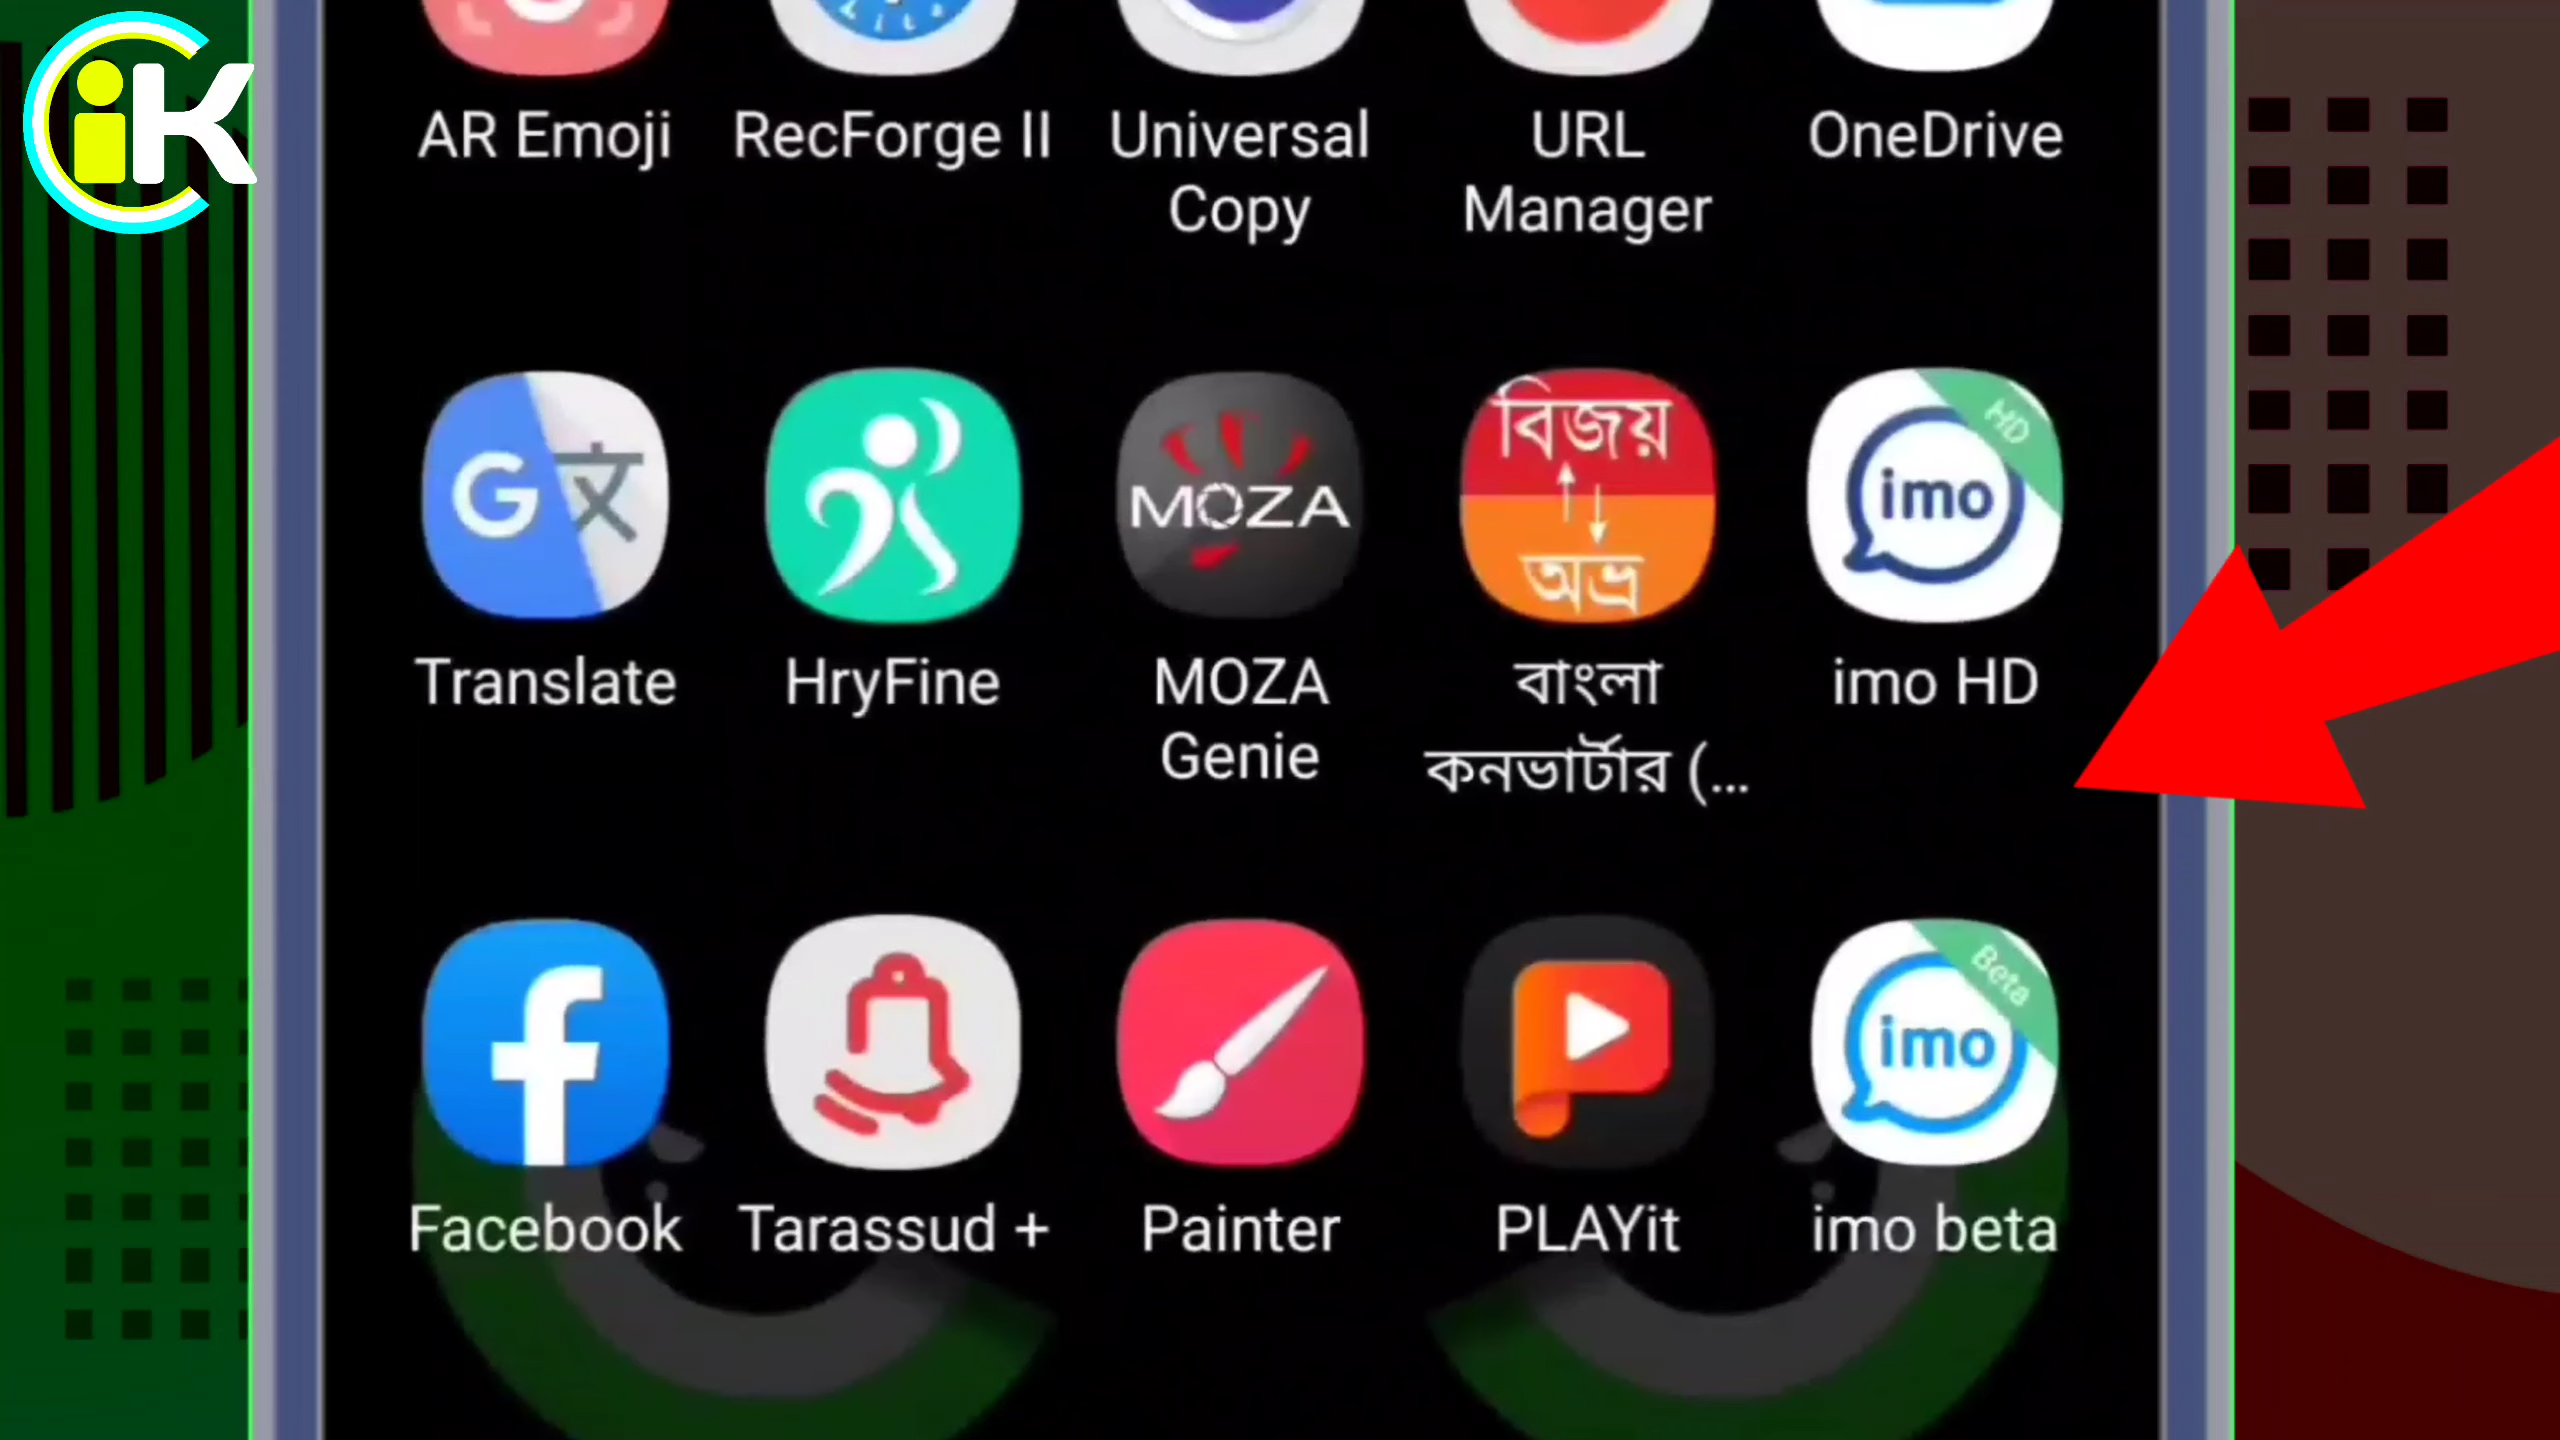 iK
AR Emoji
RecForge II
Universal
Copy
URL
Manager
OneDrive
G文
MOZA
বিজয়
অভ্র
HD
imo
Translate
HryFine
MOZA
Genie
বাংলা
কনভার্টার (...
imo HD
Beta
imo
Facebook
Tarassud +
Painter
PLAYit
imo beta